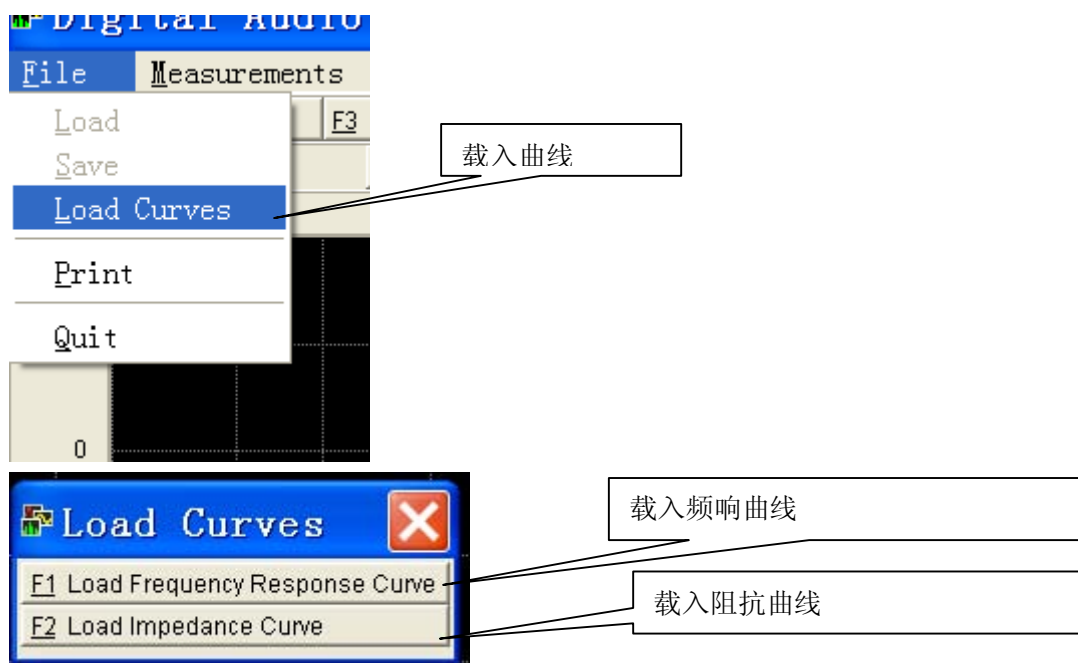 Digital Audio
File Measurements
Load
F3
载入曲线
Save
Load Curves
Print
Quit
0
Load Curves
载入频响曲线
F1 Load Frequency Response Curve
载入阻抗曲线
F2 Load Impedance Curve